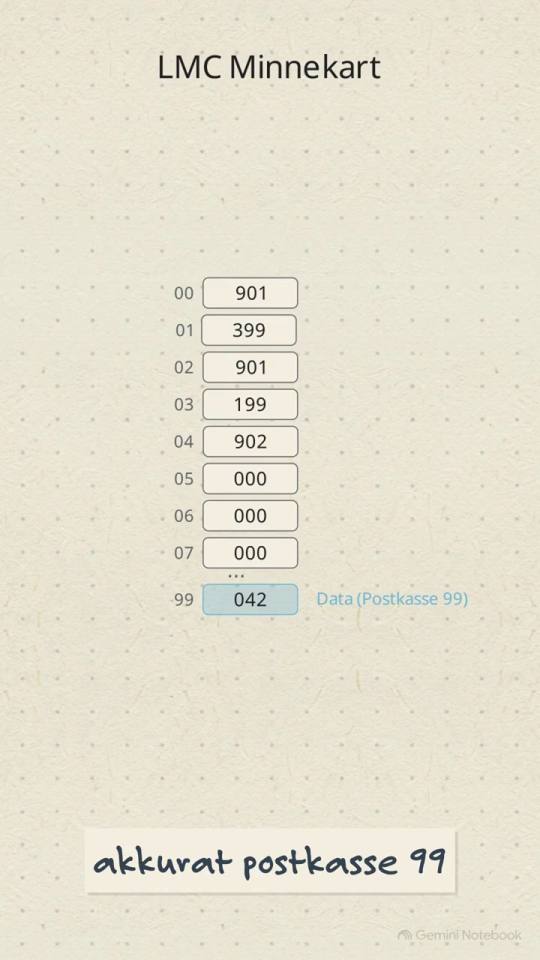 LMC Minnekart
00 901
01 399
02 901
03 199
04 902
05 000
06 000
07 000
...
99 042 Data (Postkasse 99)
akkurat postkasse 99
Gemini Notebook